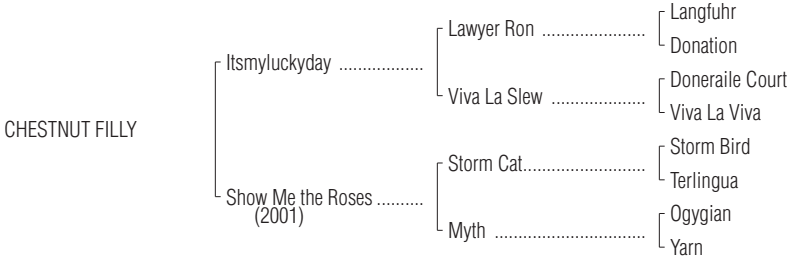 Langfuhr
Lawyer Ron ......................
Donation
Itsmyluckyday ..................
Doneraile Court
Viva La Slew ....................
Viva La Viva
CHESTNUT FILLY
Storm Bird
Storm Cat..........................
Terlingua
Show Me the Roses ..........
(2001)
Ogygian
Myth ................................
Yarn